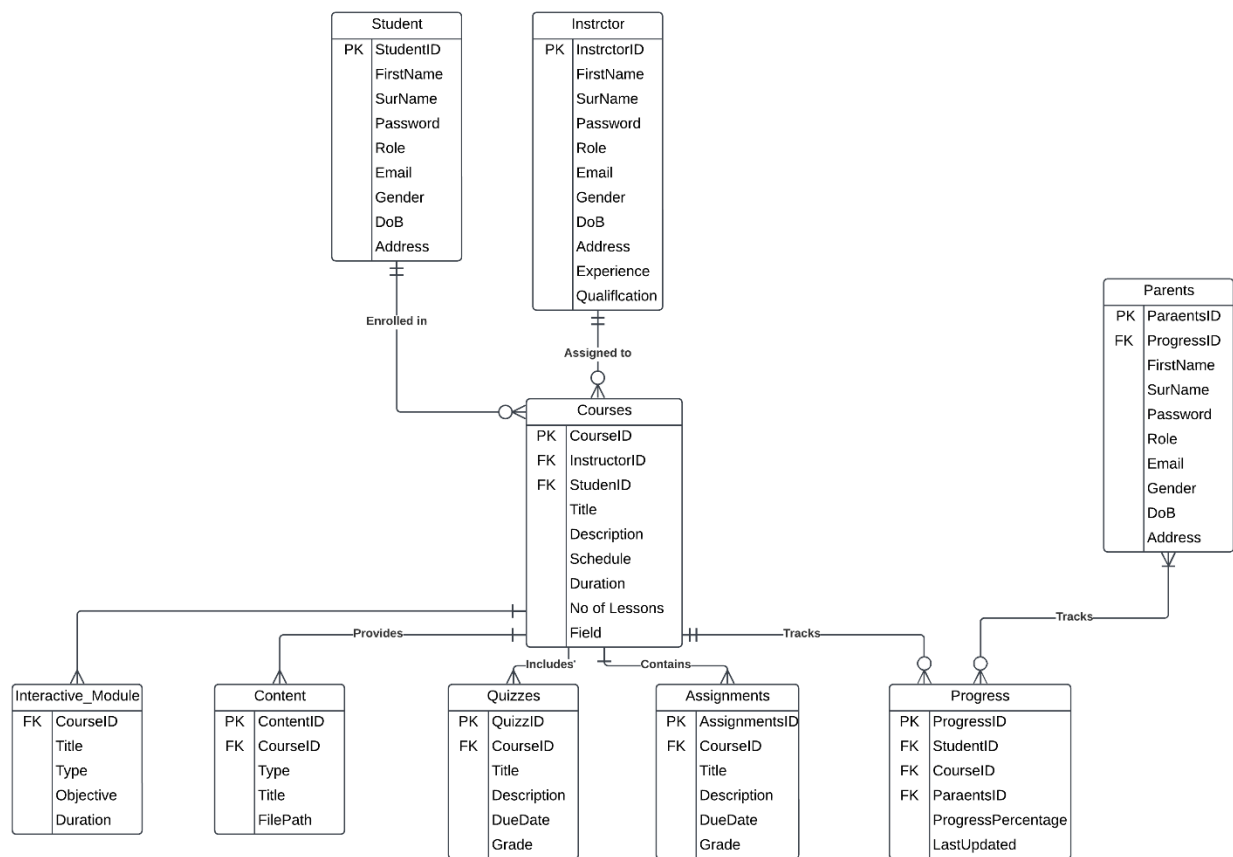 Student
PK StudentID
FirstName
SurName
Password
Role
Email
Gender
DoB
Address
Instrctor
PK InstrctorID
FirstName
SurName
Password
Role
Email
Gender
DoB
Address
Experience
Qualiflcation
Enrolled in
Assigned to
Parents
PK ParaentsID
FK ProgressID
FirstName
SurName
Password
Role
Email
Gender
DoB
Address
Courses
PK CourseID
FK InstructorID
FK StudenID
Title
Description
Schedule
Duration
No of Lessons
Field
Provides
Includes
Contains
Tracks
Tracks
Interactive_Module
FK CourseID
Title
Type
Objective
Duration
Content
PK ContentID
FK CourseID
Type
Title
FilePath
Quizzes
PK QuizzID
FK CourseID
Title
Description
DueDate
Grade
Assignments
PK AssignmentsID
FK CourseID
Title
Description
DueDate
Grade
Progress
PK ProgressID
FK StudentID
FK CourseID
FK ParaentsID
ProgressPercentage
LastUpdated